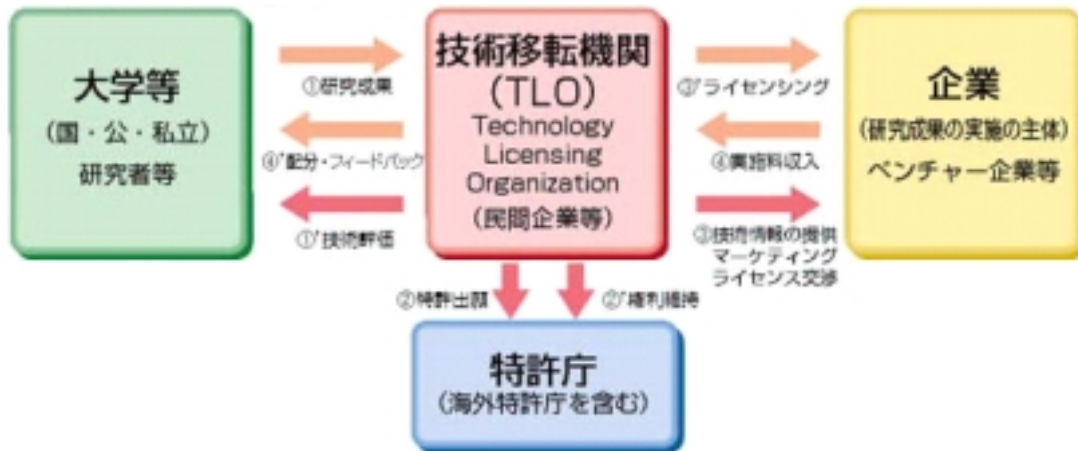 大学等
(国・公・私立)
研究者等
①研究成果
④'配分・フィードバック
①'技術評価
技術移転機関
(TLO)
Technology
Licensing
Organization
(民間企業等)
③'ライセンシング
④実施料収入
③技術情報の提供
マーケティング
ライセンス交渉
企業
(研究成果の実施の主体)
ベンチャー企業等
②特許出願
②'権利維持
特許庁
(海外特許庁を含む)